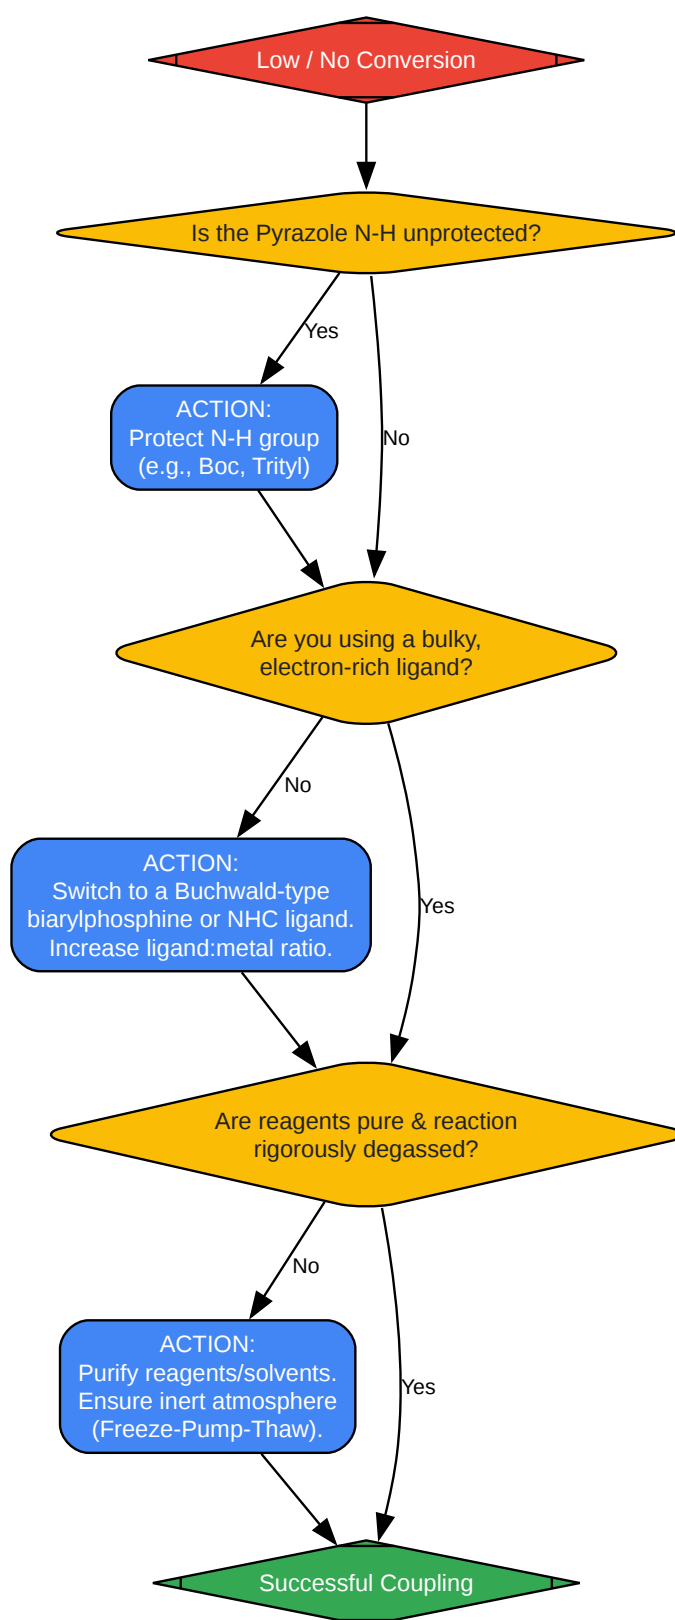 Low / No Conversion
Is the Pyrazole N-H unprotected?
Yes
ACTION:
Protect N-H group
(e.g., Boc, Trityl)
No
Are you using a bulky,
electron-rich ligand?
No
ACTION:
Switch to a Buchwald-type
biarylphosphine or NHC ligand.
Increase ligand:metal ratio.
Yes
Are reagents pure & reaction
rigorously degassed?
No
ACTION:
Purify reagents/solvents.
Ensure inert atmosphere
(Freeze-Pump-Thaw).
Yes
Successful Coupling